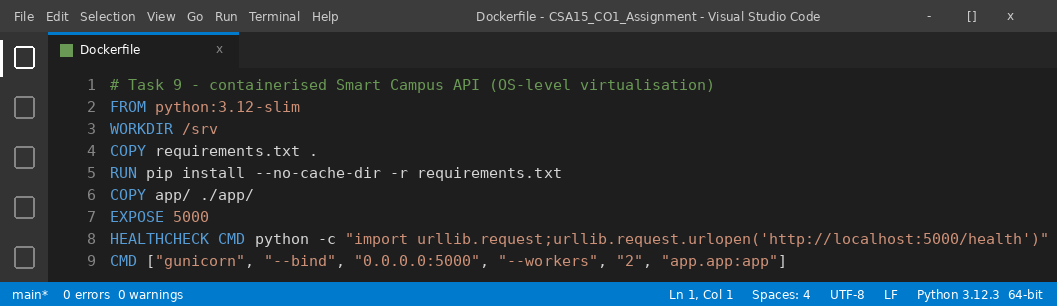 File Edit Selection View Go Run Terminal Help Dockerfile - CSA15_CO1_Assignment - Visual Studio Code - [] x
Dockerfile x
1 # Task 9 - containerised Smart Campus API (OS-level virtualisation)
2 FROM python:3.12-slim
3 WORKDIR /srv
4 COPY requirements.txt .
5 RUN pip install --no-cache-dir -r requirements.txt
6 COPY app/ ./app/
7 EXPOSE 5000
8 HEALTHCHECK CMD python -c "import urllib.request;urllib.request.urlopen('http://localhost:5000/health')"
9 CMD ["gunicorn", "--bind", "0.0.0.0:5000", "--workers", "2", "app.app:app"]
main* 0 errors 0 warnings Ln 1, Col 1 Spaces: 4 UTF-8 LF Python 3.12.3 64-bit